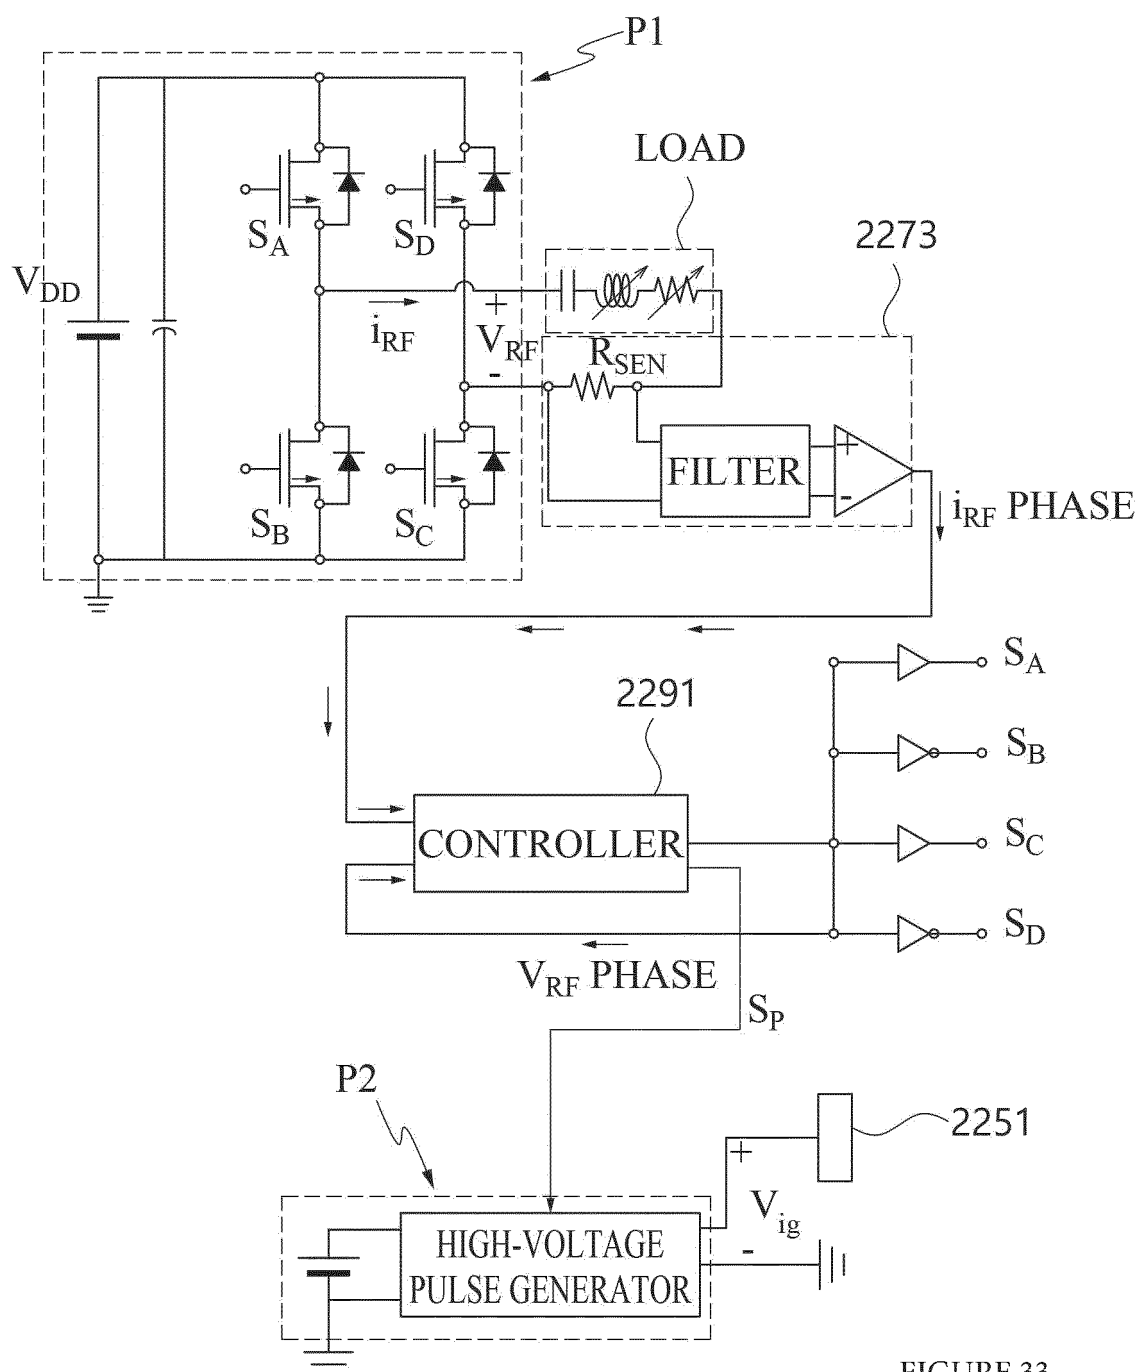 P1
LOAD
2273
S_A
S_D
V_DD
+
i_RF
V_RF
-
R_SEN
FILTER
+
-
S_B
S_C
i_RF PHASE
2291
S_A
S_B
CONTROLLER
S_C
S_D
V_RF PHASE
S_P
P2
2251
+
V_ig
-
HIGH-VOLTAGE
PULSE GENERATOR
FIGURE 33